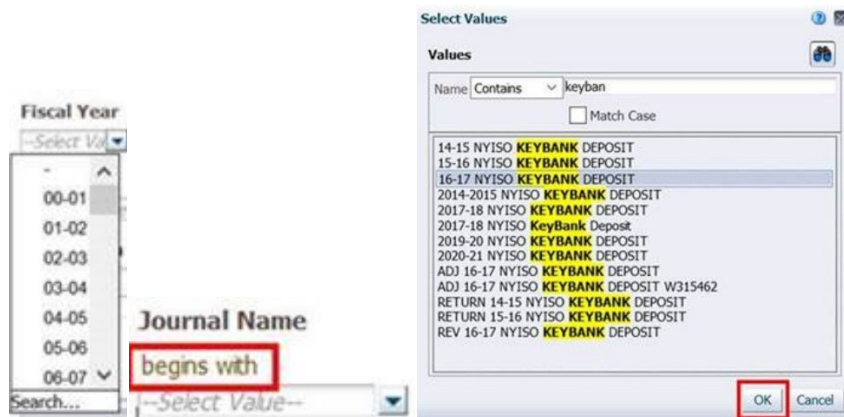 Fiscal Year
--Select Val
-
00-01
01-02
02-03
03-04
04-05
05-06
06-07
Search...
Journal Name
begins with
--Select Value--
Select Values
Values
Name Contains keyban
Match Case
14-15 NYISO KEYBANK DEPOSIT
15-16 NYISO KEYBANK DEPOSIT
16-17 NYISO KEYBANK DEPOSIT
2014-2015 NYISO KEYBANK DEPOSIT
2017-18 NYISO KEYBANK DEPOSIT
2017-18 NYISO KeyBank Deposit
2019-20 NYISO KEYBANK DEPOSIT
2020-21 NYISO KEYBANK DEPOSIT
ADJ 16-17 NYISO KEYBANK DEPOSIT
ADJ 16-17 NYISO KEYBANK DEPOSIT W315462
RETURN 14-15 NYISO KEYBANK DEPOSIT
RETURN 15-16 NYISO KEYBANK DEPOSIT
REV 16-17 NYISO KEYBANK DEPOSIT
OK Cancel